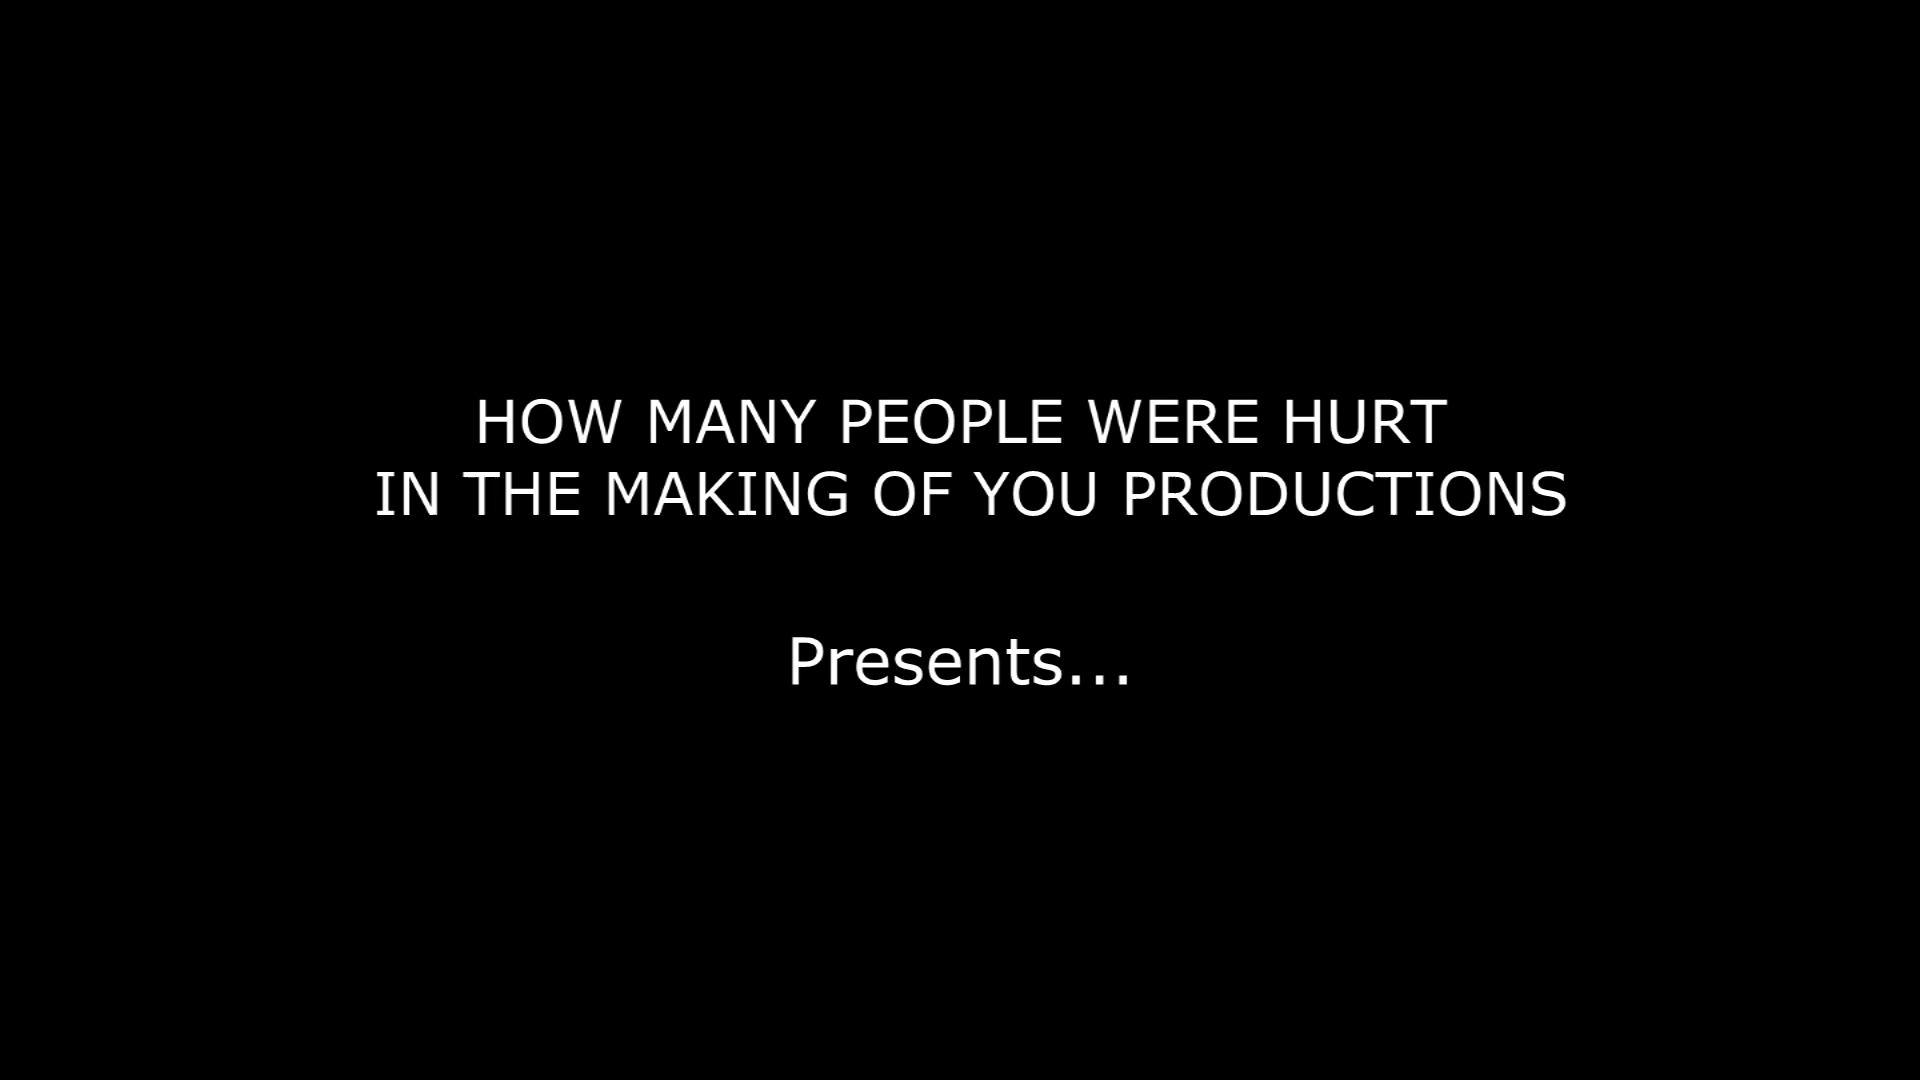 HOW MANY PEOPLE WERE HURT
IN THE MAKING OF YOU PRODUCTIONS
Presents...